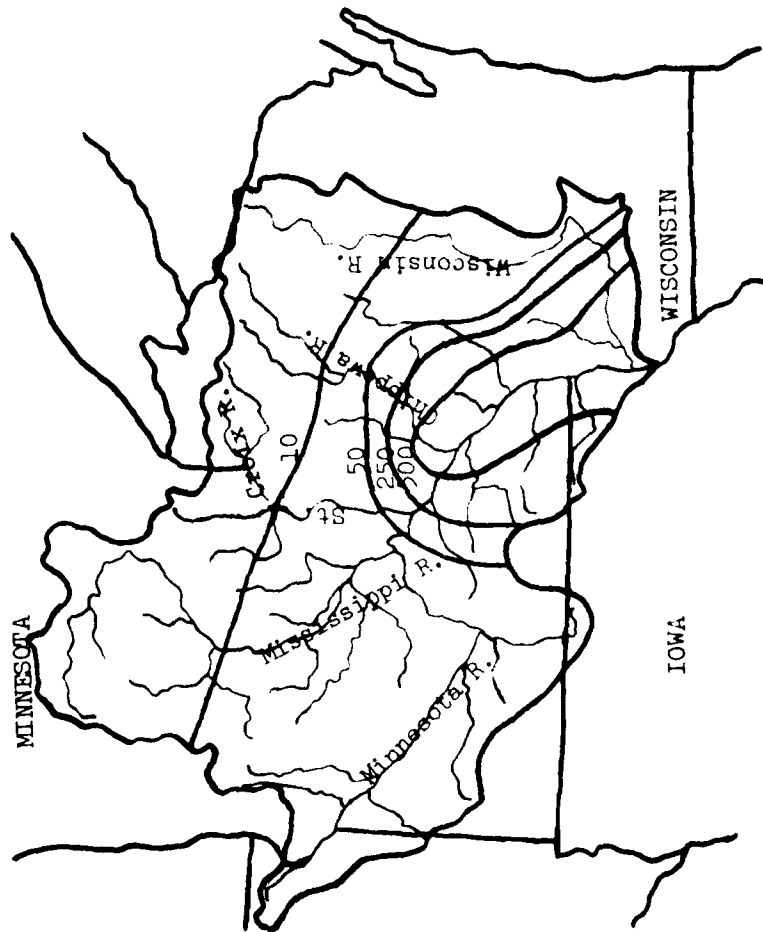 MINNESOTA
St
Croix R.
10
50
250
500
Chippewa R.
Wisconsin R.
Mississippi R.
Minnesota R.
WISCONSIN
IOWA